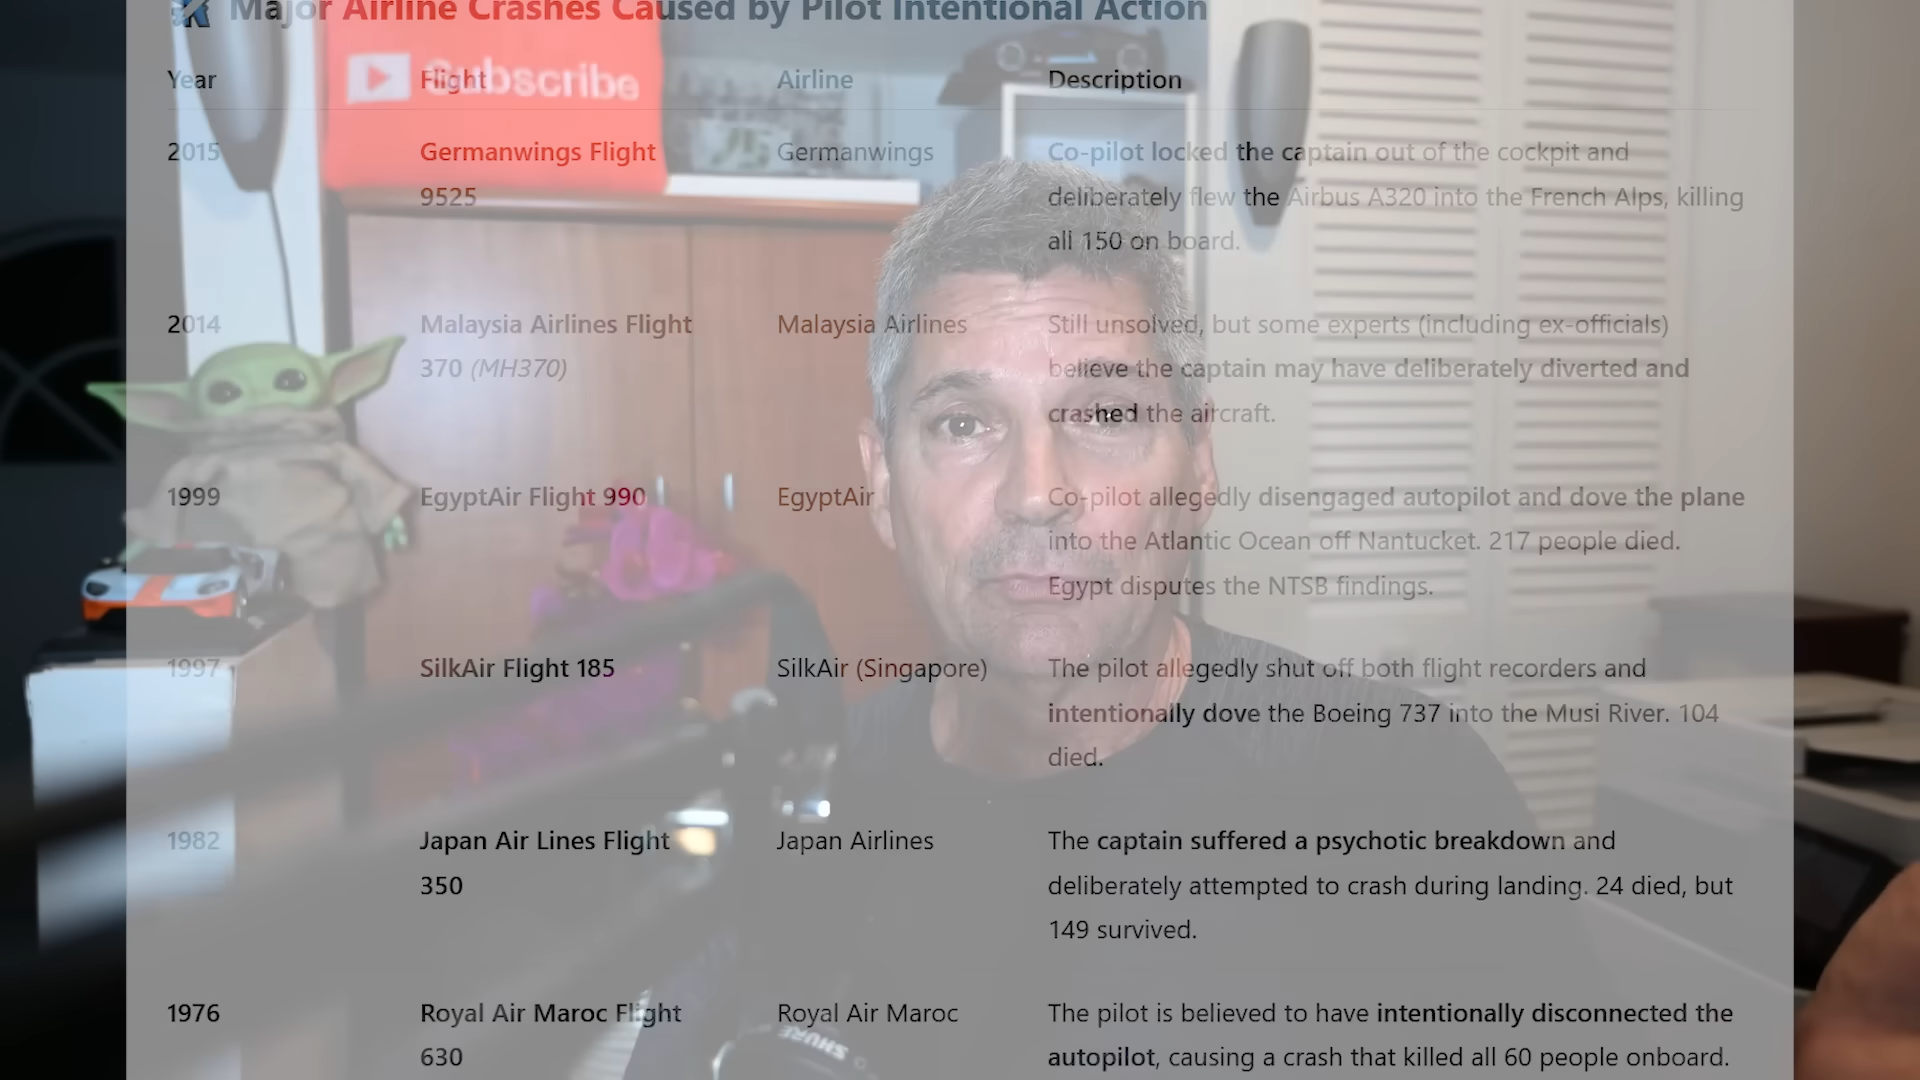 Major Airline Crashes Caused by Pilot Intentional Action
Year Flight Airline Description
Subscribe
2015 Germanwings Flight Germanwings Co-pilot locked the captain out of the cockpit and
9525 deliberately flew the Airbus A320 into the French Alps, killing
all 150 on board.
2014 Malaysia Airlines Flight Malaysia Airlines Still unsolved, but some experts (including ex-officials)
370 (MH370) believe the captain may have deliberately diverted and
crashed the aircraft.
1999 EgyptAir Flight 990 EgyptAir Co-pilot allegedly disengaged autopilot and dove the plane
into the Atlantic Ocean off Nantucket. 217 people died.
Egypt disputes the NTSB findings.
1997 SilkAir Flight 185 SilkAir (Singapore) The pilot allegedly shut off both flight recorders and
intentionally dove the Boeing 737 into the Musi River. 104
died.
1982 Japan Air Lines Flight Japan Airlines The captain suffered a psychotic breakdown and
350 deliberately attempted to crash during landing. 24 died, but
149 survived.
1976 Royal Air Maroc Flight Royal Air Maroc The pilot is believed to have intentionally disconnected the
630 autopilot, causing a crash that killed all 60 people onboard.
SHURE